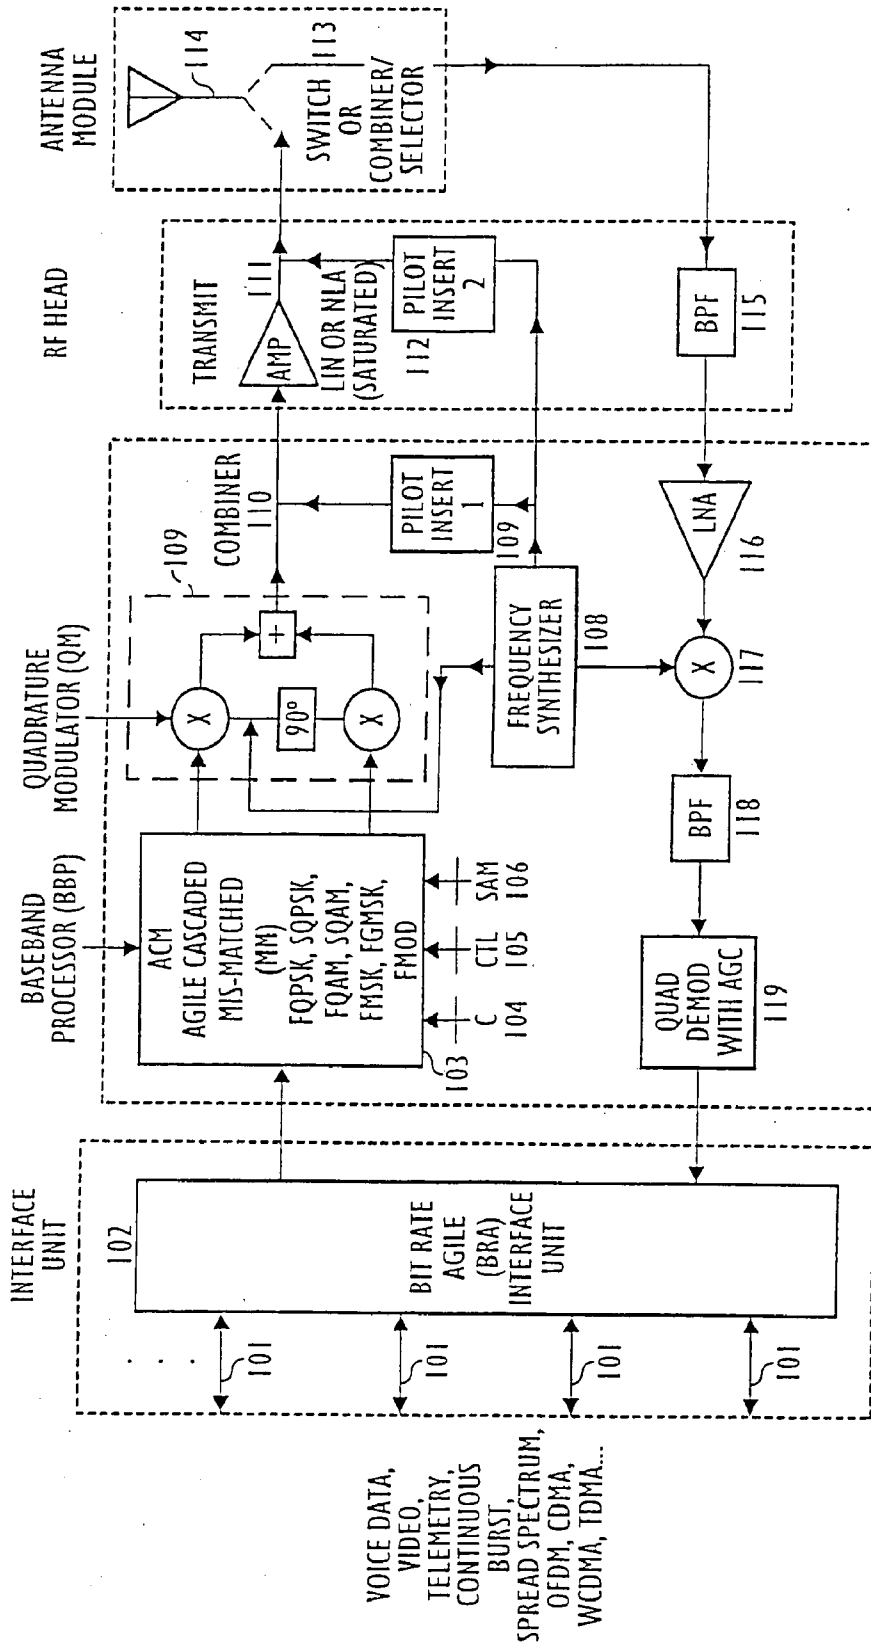 INTERFACE
UNIT
BASEBAND
PROCESSOR (BBP)
QUADRATURE
MODULATOR (QM)
RF HEAD
ANTENNA
MODULE
VOICE DATA,
VIDEO,
TELEMETRY,
CONTINUOUS
BURST,
SPREAD SPECTRUM,
OFDM, CDMA,
WCDMA, TDMA...
. . .
101
101
101
101
102
BIT RATE
AGILE
(BRA)
INTERFACE
UNIT
ACM
AGILE CASCADED
MIS-MATCHED
(MM)
FQPSK, SQPSK,
FQAM, SQAM,
FMSK, FGMSK,
FMOD
103
C
104
CTL
105
SAM
106
X
90°
X
+
109
COMBINER
110
PILOT
INSERT
1
109
FREQUENCY
SYNTHESIZER
108
TRANSMIT
AMP
111
LIN OR NLA
(SATURATED)
PILOT
INSERT
2
112
114
113
SWITCH
OR
COMBINER/
SELECTOR
BPF
115
LNA
116
X
117
BPF
118
QUAD
DEMOD
WITH AGC
119